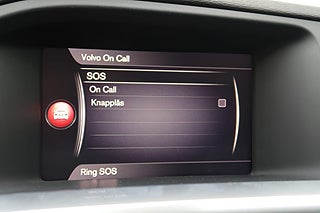 Volvo On Call
SOS
On Call
Knapplås
Ring SOS